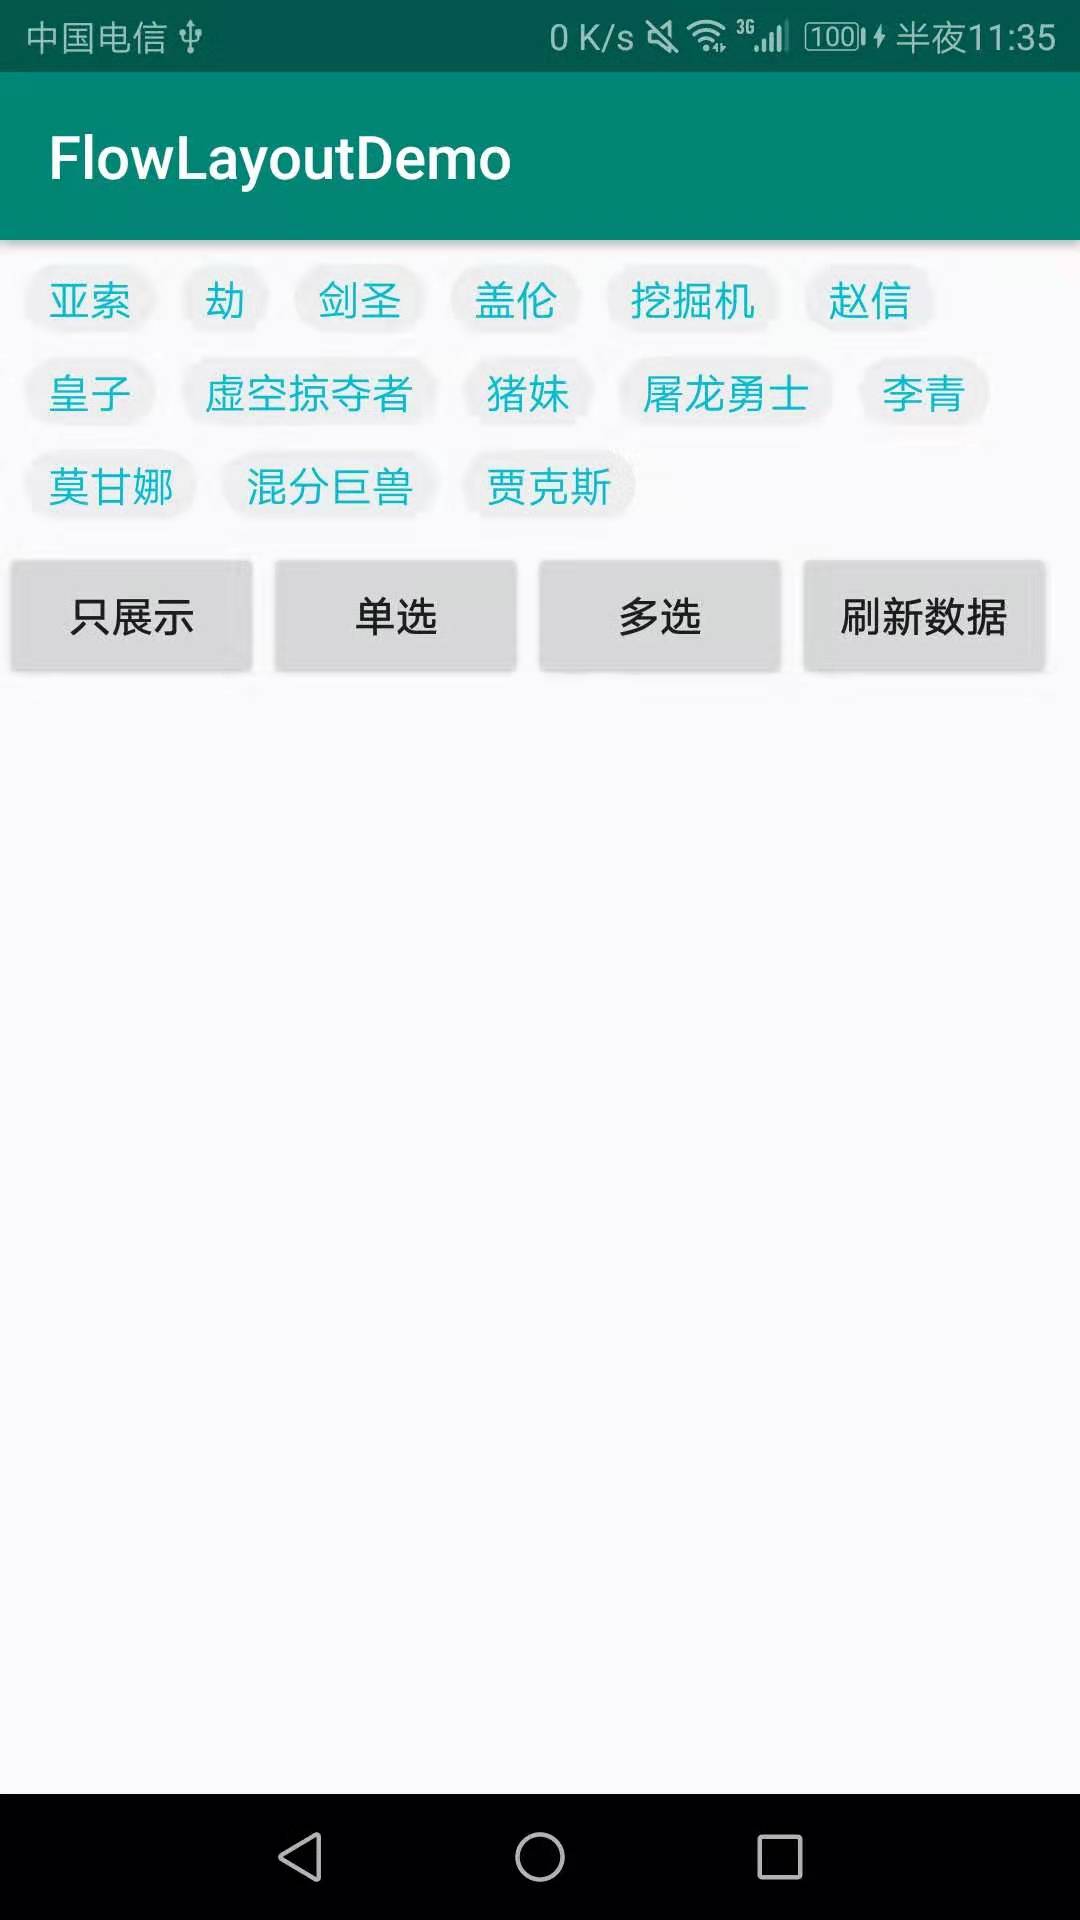 中国电信 0 K/s 3G 100 半夜11:35
FlowLayoutDemo
亚索 劫 剑圣 盖伦 挖掘机 赵信
皇子 虚空掠夺者 猪妹 屠龙勇士 李青
莫甘娜 混分巨兽 贾克斯
只展示 单选 多选 刷新数据